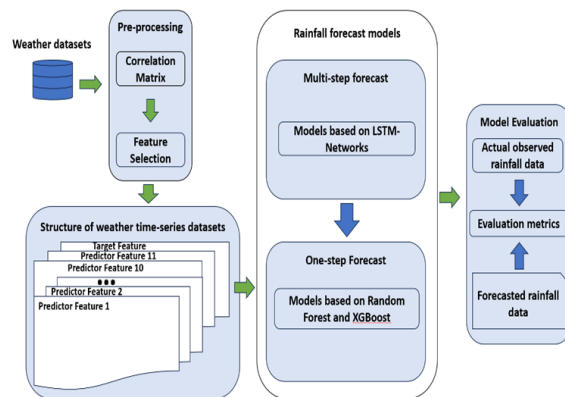 Weather datasets
Pre-processing
Correlation
Matrix
Feature
Selection
Structure of weather time-series datasets
Target Feature
Predictor Feature 11
Predictor Feature 10
•••
Predictor Feature 2
Predictor Feature 1
Rainfall forecast models
Multi-step forecast
Models based on LSTM-
Networks
One-step Forecast
Models based on Random
Forest and XGBoost
Model Evaluation
Actual observed
rainfall data
Evaluation metrics
Forecasted rainfall
data